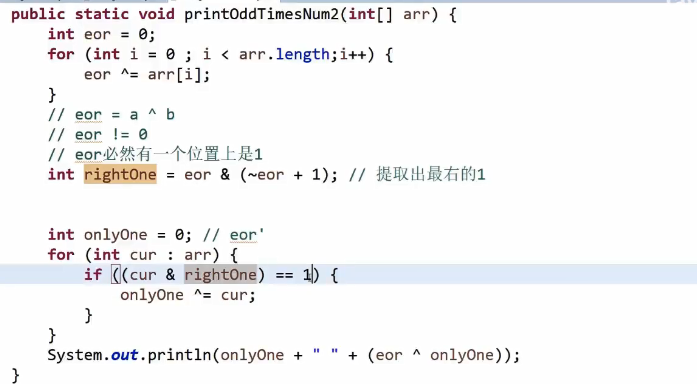 public static void printOddTimesNum2(int[] arr) {
int eor = 0;
for (int i = 0 ; i < arr.length;i++) {
eor ^= arr[i];
}
// eor = a ^ b
// eor != 0
// eor必然有一个位置上是1
int rightOne = eor & (~eor + 1); // 提取出最右的1
int onlyOne = 0; // eor'
for (int cur : arr) {
if ((cur & rightOne) == 1) {
onlyOne ^= cur;
}
}
System.out.println(onlyOne + " " + (eor ^ onlyOne));
}